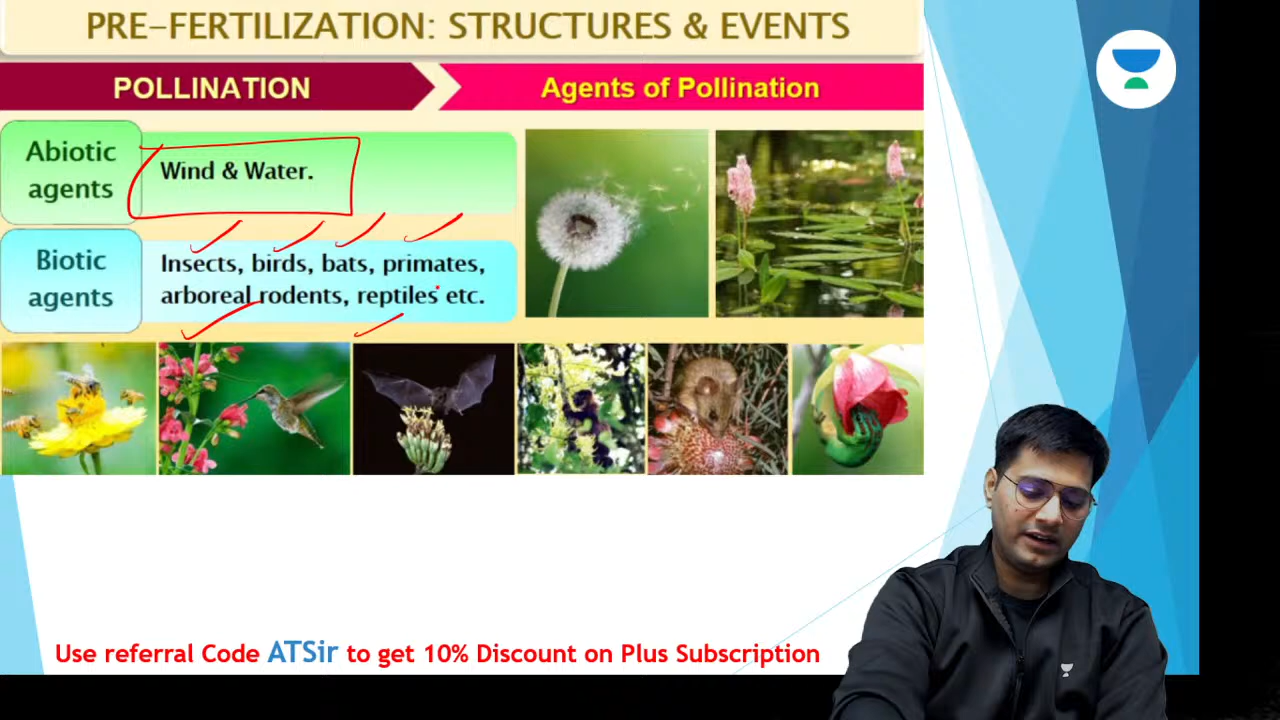 PRE-FERTILIZATION: STRUCTURES & EVENTS
POLLINATION
Agents of Pollination
Abiotic
agents
Wind & Water.
Biotic
agents
Insects, birds, bats, primates,
arboreal rodents, reptiles etc.
Use referral Code ATSir to get 10% Discount on Plus Subscription